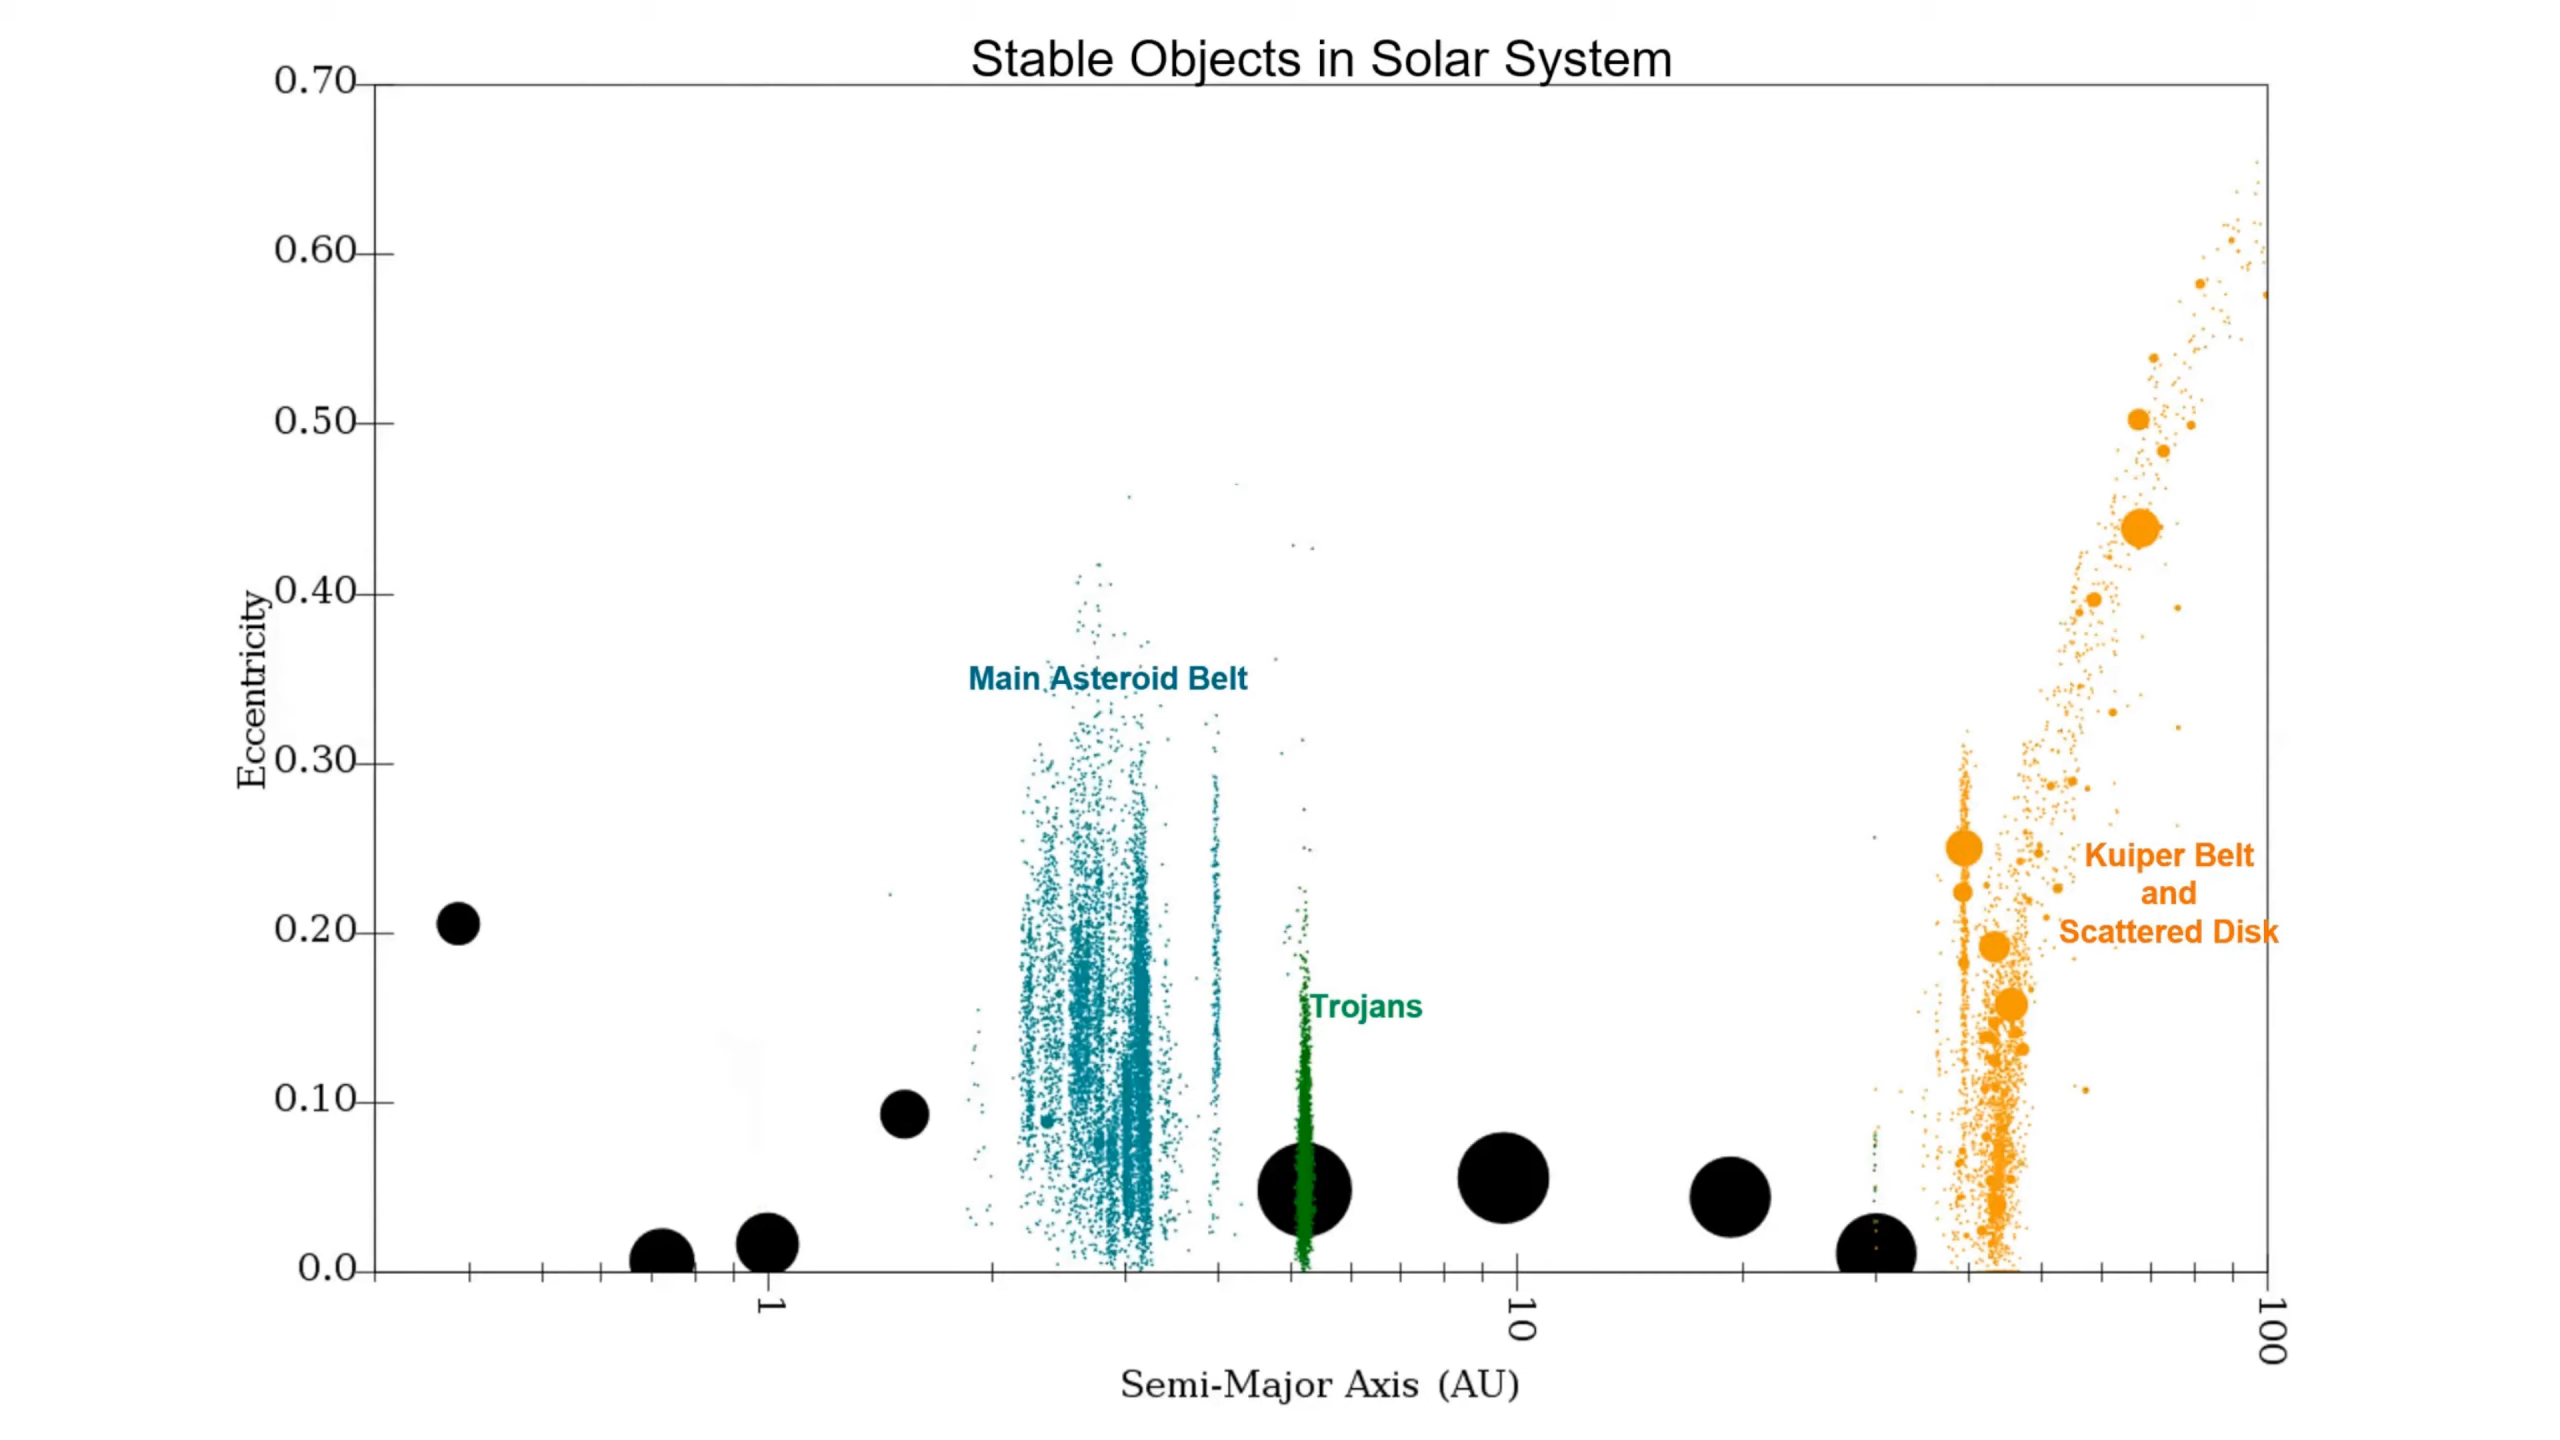 Stable Objects in Solar System
0.70
0.60
0.50
0.40
0.30
0.20
0.10
0.0
Eccentricity
Main Asteroid Belt
Trojans
Kuiper Belt
and
Scattered Disk
1
10
100
Semi-Major Axis (AU)